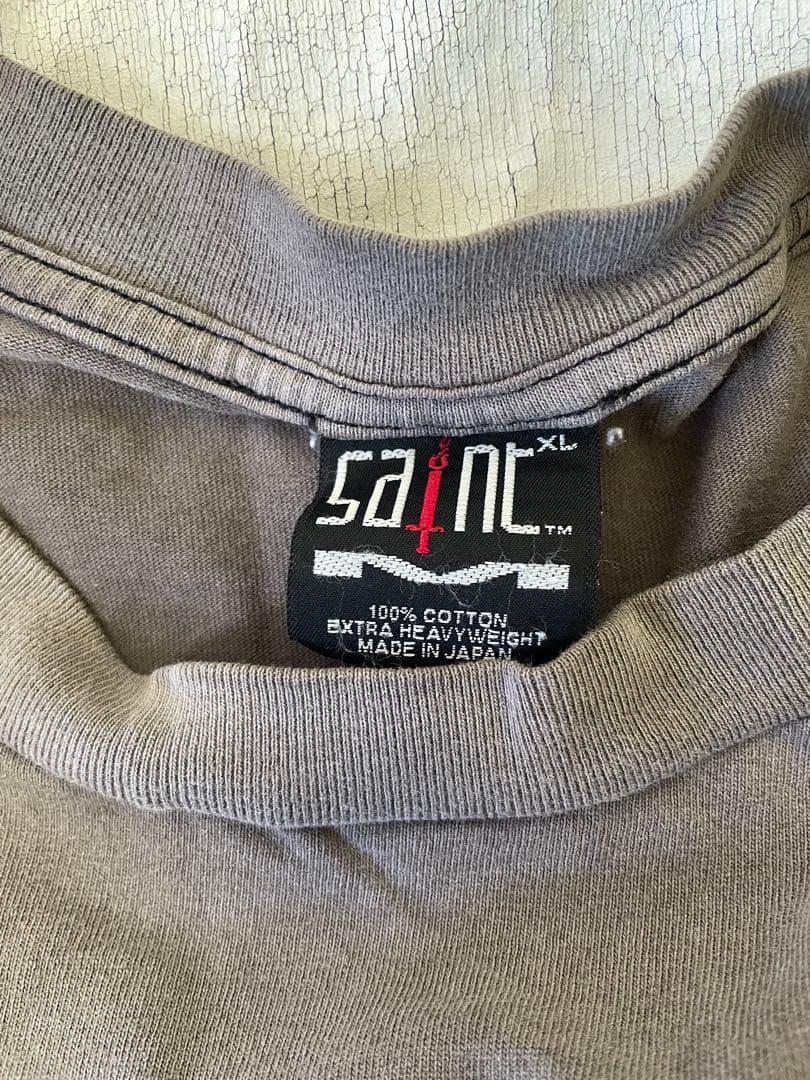 saint XL
TM
100% COTTON
EXTRA HEAVYWEIGHT
MADE IN JAPAN